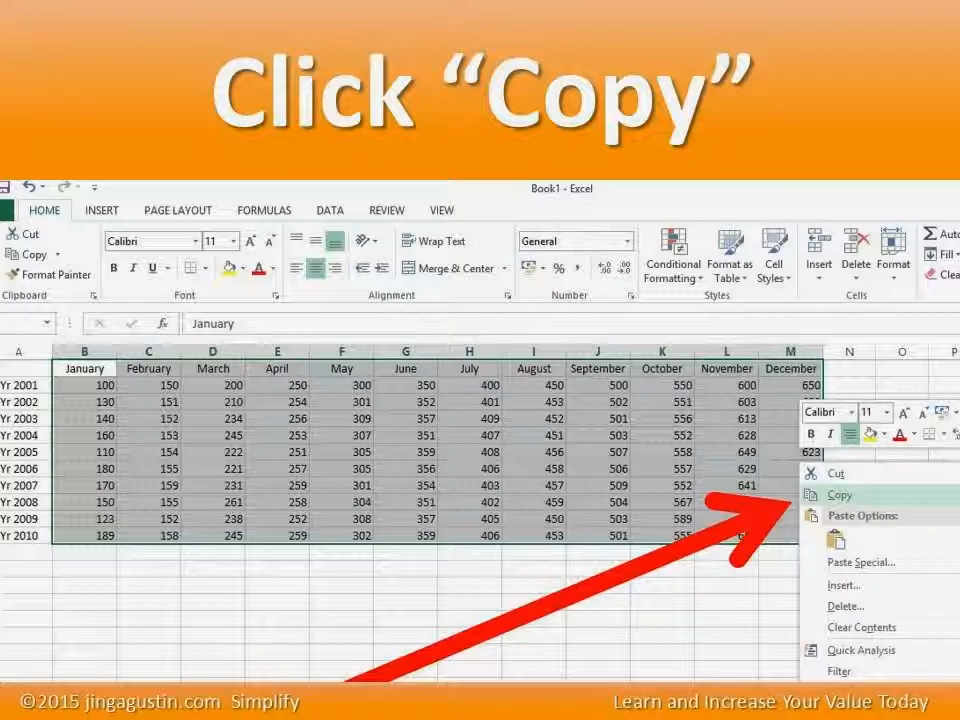 Click “Copy”
Book1 - Excel
HOME INSERT PAGE LAYOUT FORMULAS DATA REVIEW VIEW
Cut
Copy
Format Painter
Clipboard
Calibri 11 A A
B I U A
Font
Wrap Text
Merge & Center
Alignment
General
% ,
Number
Conditional Formatting
Format as Table
Cell Styles
Styles
Insert Delete Format
Cells
Σ Auto
Fill
Clea
fx January
A B C D E F G H I J K L M N O P
January February March April May June July August September October November December
Yr 2001 100 150 200 250 300 350 400 450 500 550 600 650
Yr 2002 130 151 210 254 301 352 401 453 502 551 603
Yr 2003 140 152 234 256 309 357 409 452 501 556 613
Yr 2004 160 153 245 253 307 351 407 451 503 552 628
Yr 2005 110 154 222 251 305 359 408 456 507 558 649 623
Yr 2006 180 155 221 257 305 356 406 458 506 557 629
Yr 2007 170 159 231 259 301 354 403 457 509 552 641
Yr 2008 150 155 261 258 304 351 402 459 504 567
Yr 2009 123 152 238 252 308 357 405 450 503 589
Yr 2010 189 158 245 259 302 359 406 453 501 555
Calibri 11 A A
B I A
Cut
Copy
Paste Options:
Paste Special...
Insert...
Delete...
Clear Contents
Quick Analysis
Filter
©2015 jingagustin.com Simplify
Learn and Increase Your Value Today